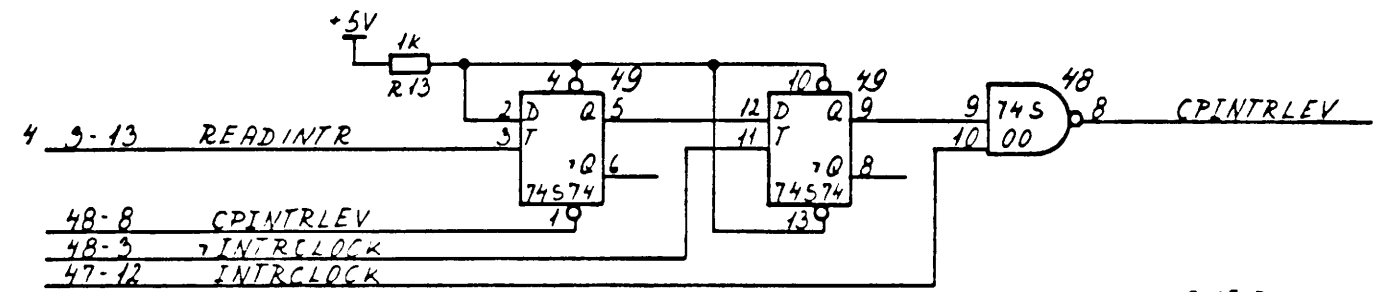 +5V
1K
R13
4 49
10 49
48
2 D Q 5
12 D Q 9
9 74S 8 CPINTRLEV
4 9-13 READINTR 3 T
11 T
10 00
¬Q 6
¬Q 8
74S74
74S74
48-8 CPINTRLEV 1
13
48-3 ¬INTRCLOCK
47-12 INTRCLOCK